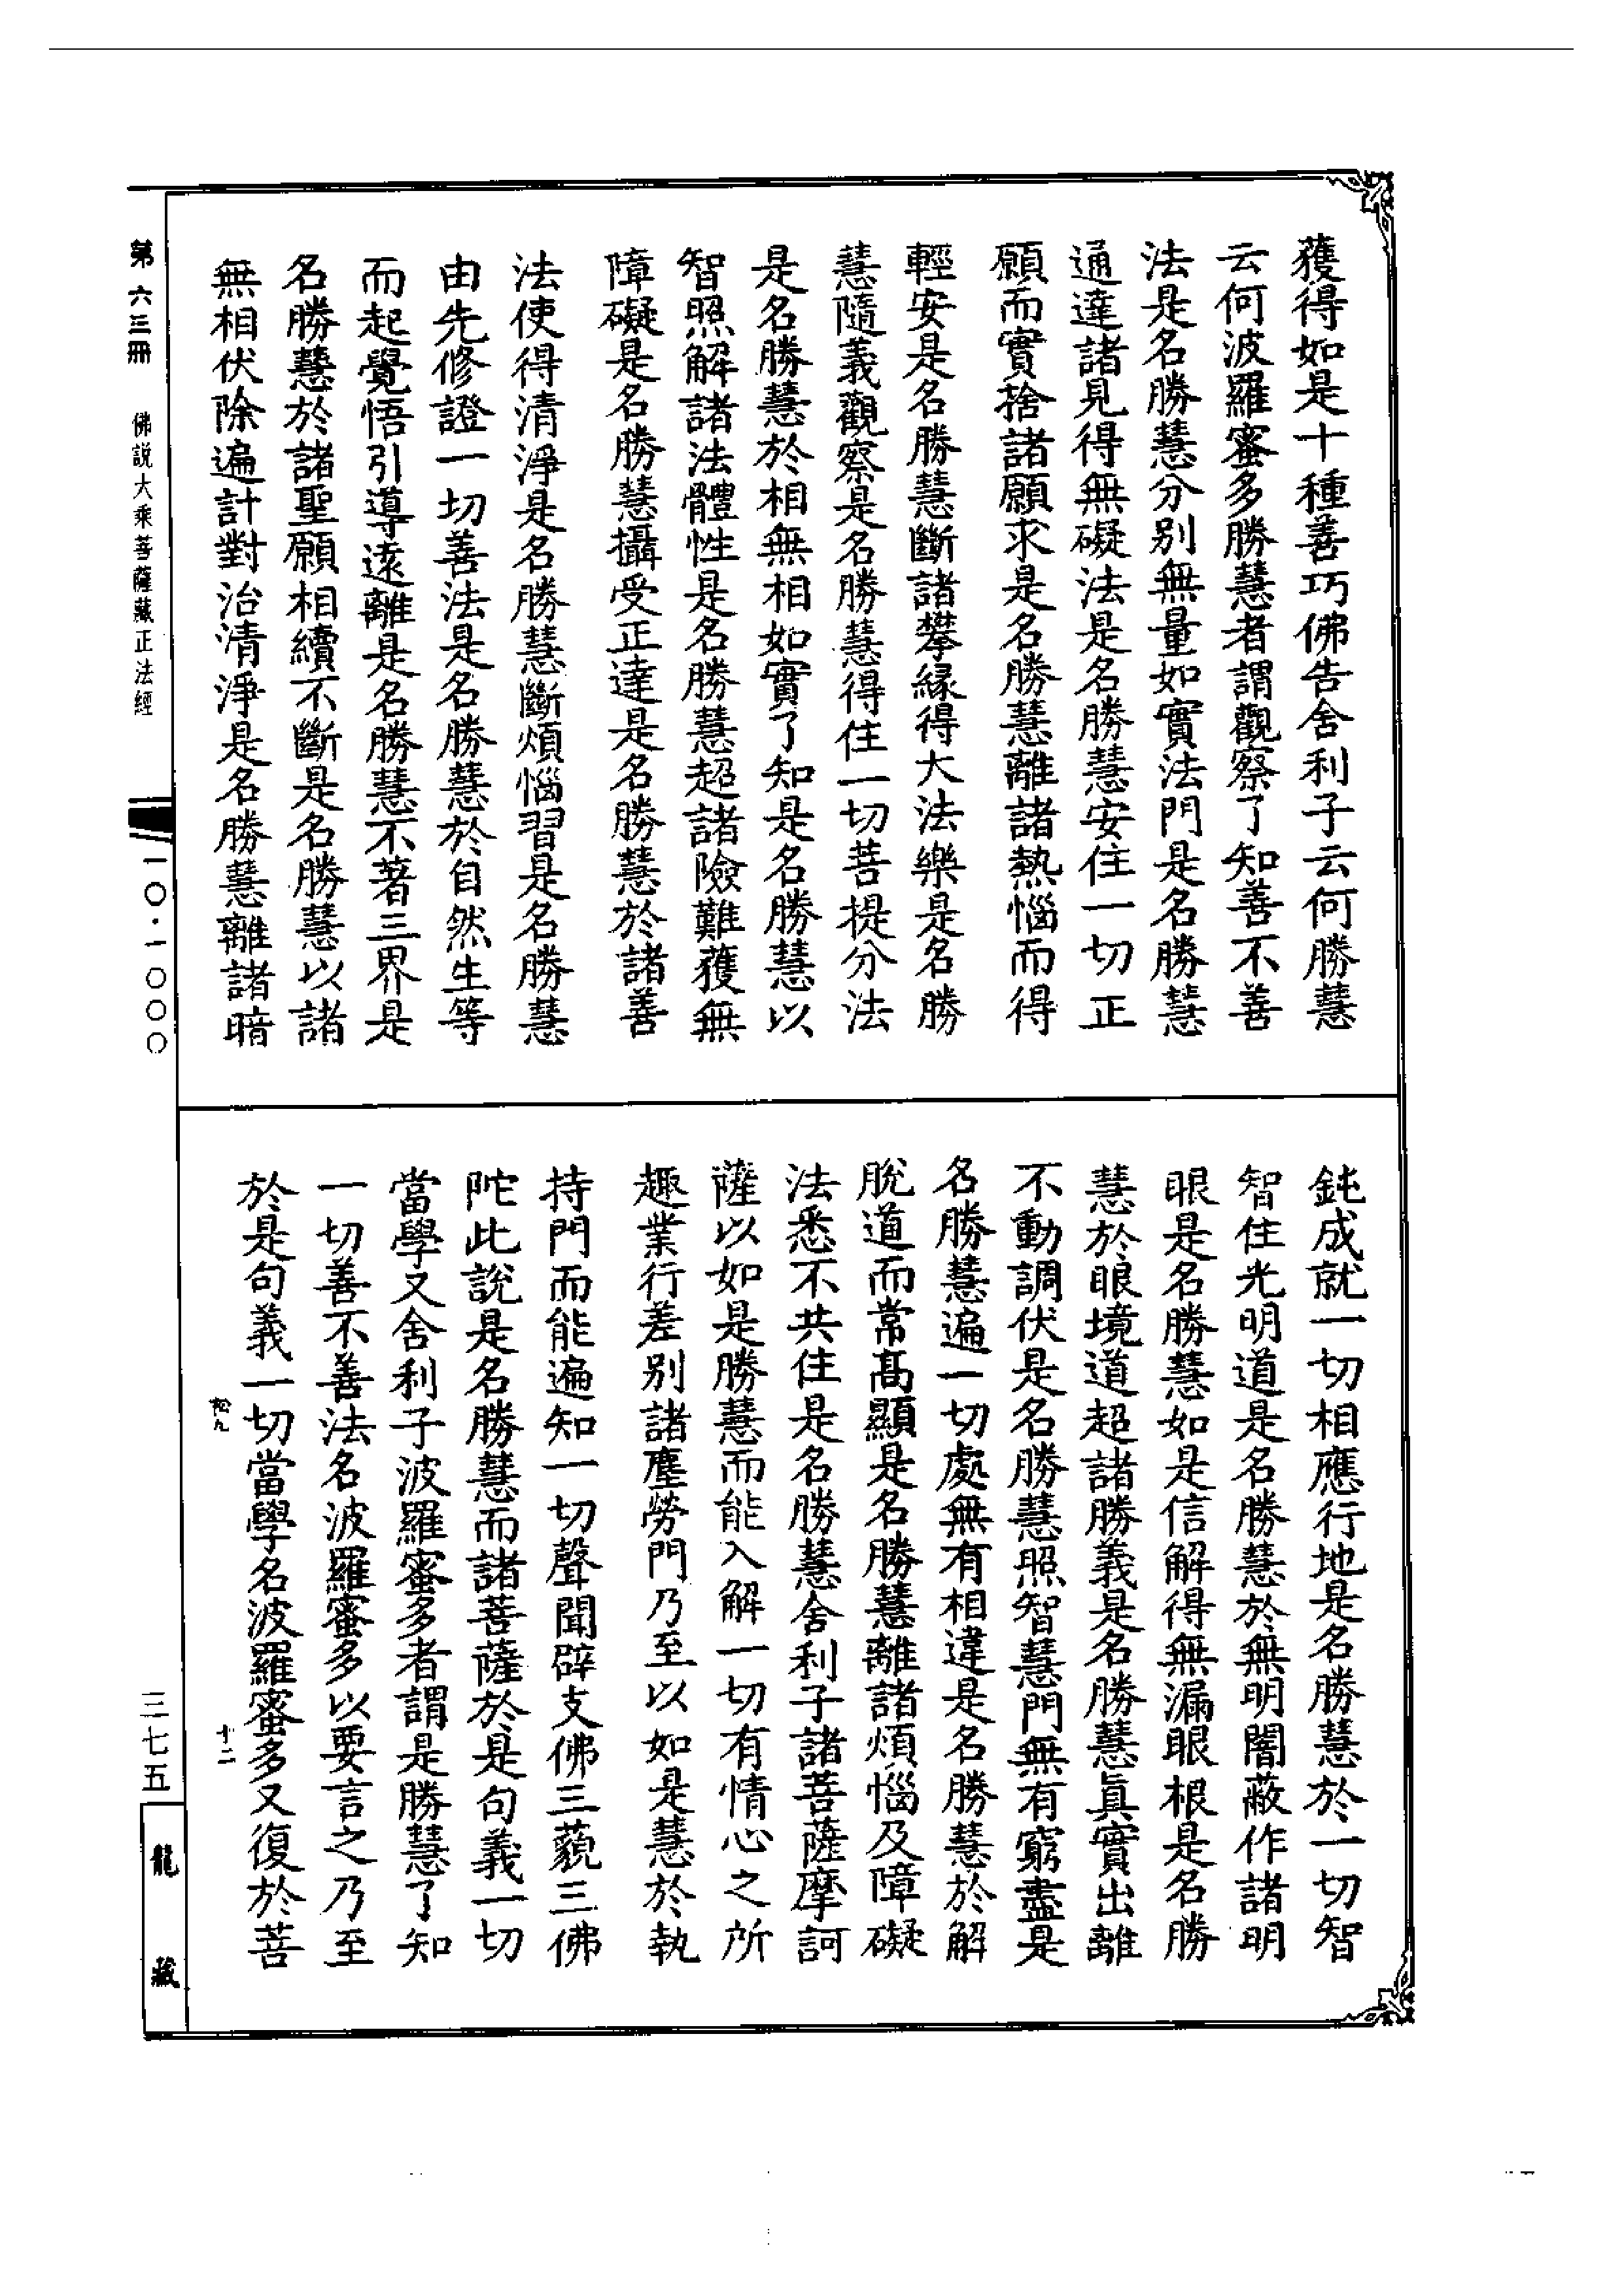 獲得如是十種善巧佛告舍利子云何勝慧
云何波羅蜜多勝慧者謂觀察了知善不善
法是名勝慧分別無量如實法門是名勝慧
通達諸見得無礙法是名勝慧安住一切正
願而實捨諸願求是名勝慧離諸熱惱而得
輕安是名勝慧斷諸攀緣得大法樂是名勝
慧隨義觀察是名勝慧得住一切菩提分法
是名勝慧於相無相如實了知是名勝慧以
智照解諸法體性是名勝慧超諸險難獲無
障礙是名勝慧攝受正達是名勝慧於諸善
法使得清淨是名勝慧斷煩惱習是名勝慧
由先修證一切善法是名勝慧於自然生等
而起覺悟引導遠離是名勝慧不著三界是
名勝慧於諸聖願相續不斷是名勝慧以諸
無相伏除遍計對治清淨是名勝慧離諸暗
鈍成就一切相應行地是名勝慧於一切智
智住光明道是名勝慧於無明闇蔽作諸明
眼是名勝慧如是信解得無漏眼根是名勝
慧於眼境道超諸勝義是名勝慧真實出離
不動調伏是名勝慧照智慧門無有窮盡是
名勝慧遍一切處無有相違是名勝慧於解
脫道而常高顯是名勝慧離諸煩惱及障礙
法悉不共住是名勝慧舍利子諸菩薩摩訶
薩以如是勝慧而能入解一切有情心之所
趣業行差別諸塵勞門乃至以如是慧於執
持門而能遍知一切聲聞辟支佛三藐三佛
陀此說是名勝慧而諸菩薩於是句義一切
當學又舍利子波羅蜜多者謂是勝慧了知
一切善不善法名波羅蜜多以要言之乃至
於是句義一切當學名波羅蜜多又復於菩
松九
十二
第六三冊
佛說大乘菩薩藏正法經
一〇·一〇〇〇
三七五
龍藏